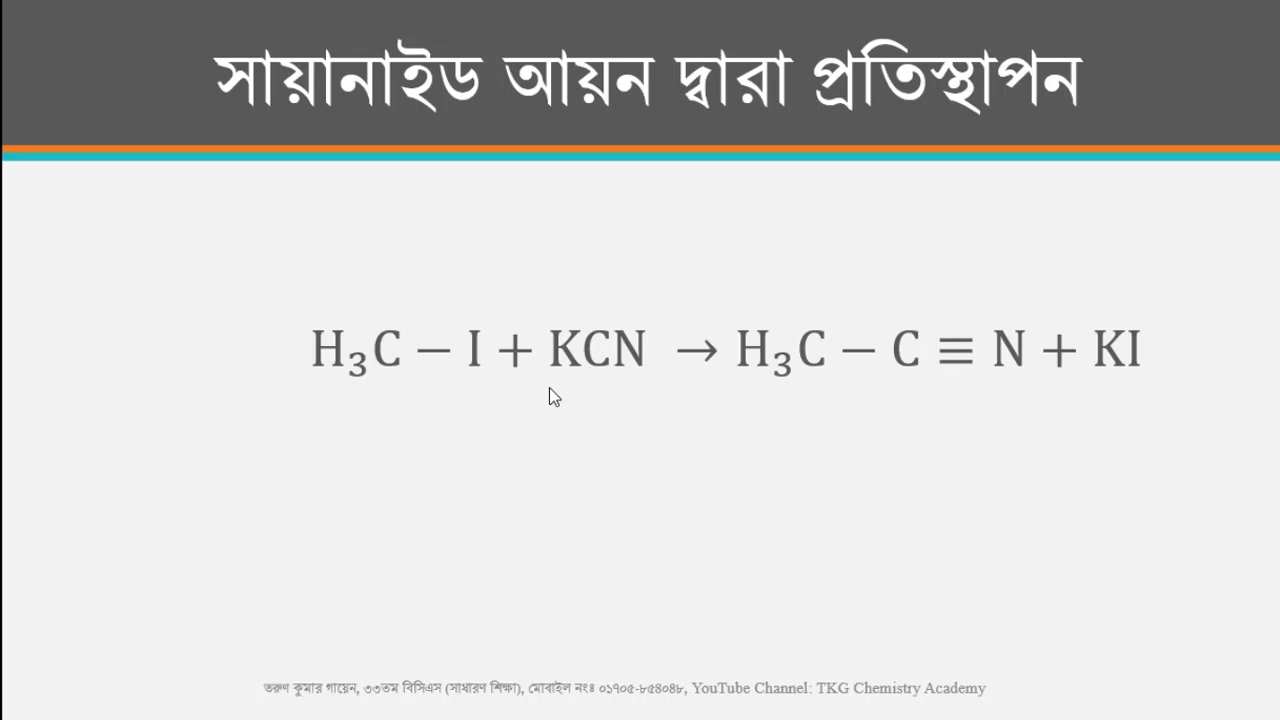 সায়ানাইড আয়ন দ্বারা প্রতিস্থাপন
H₃C − I + KCN → H₃C − C ≡ N + KI
তরুণ কুমার গায়েন, ৩৩তম বিসিএস (সাধারণ শিক্ষা), মোবাইল নংঃ ০১৭০৫-৮৫৪০৪৮, YouTube Channel: TKG Chemistry Academy